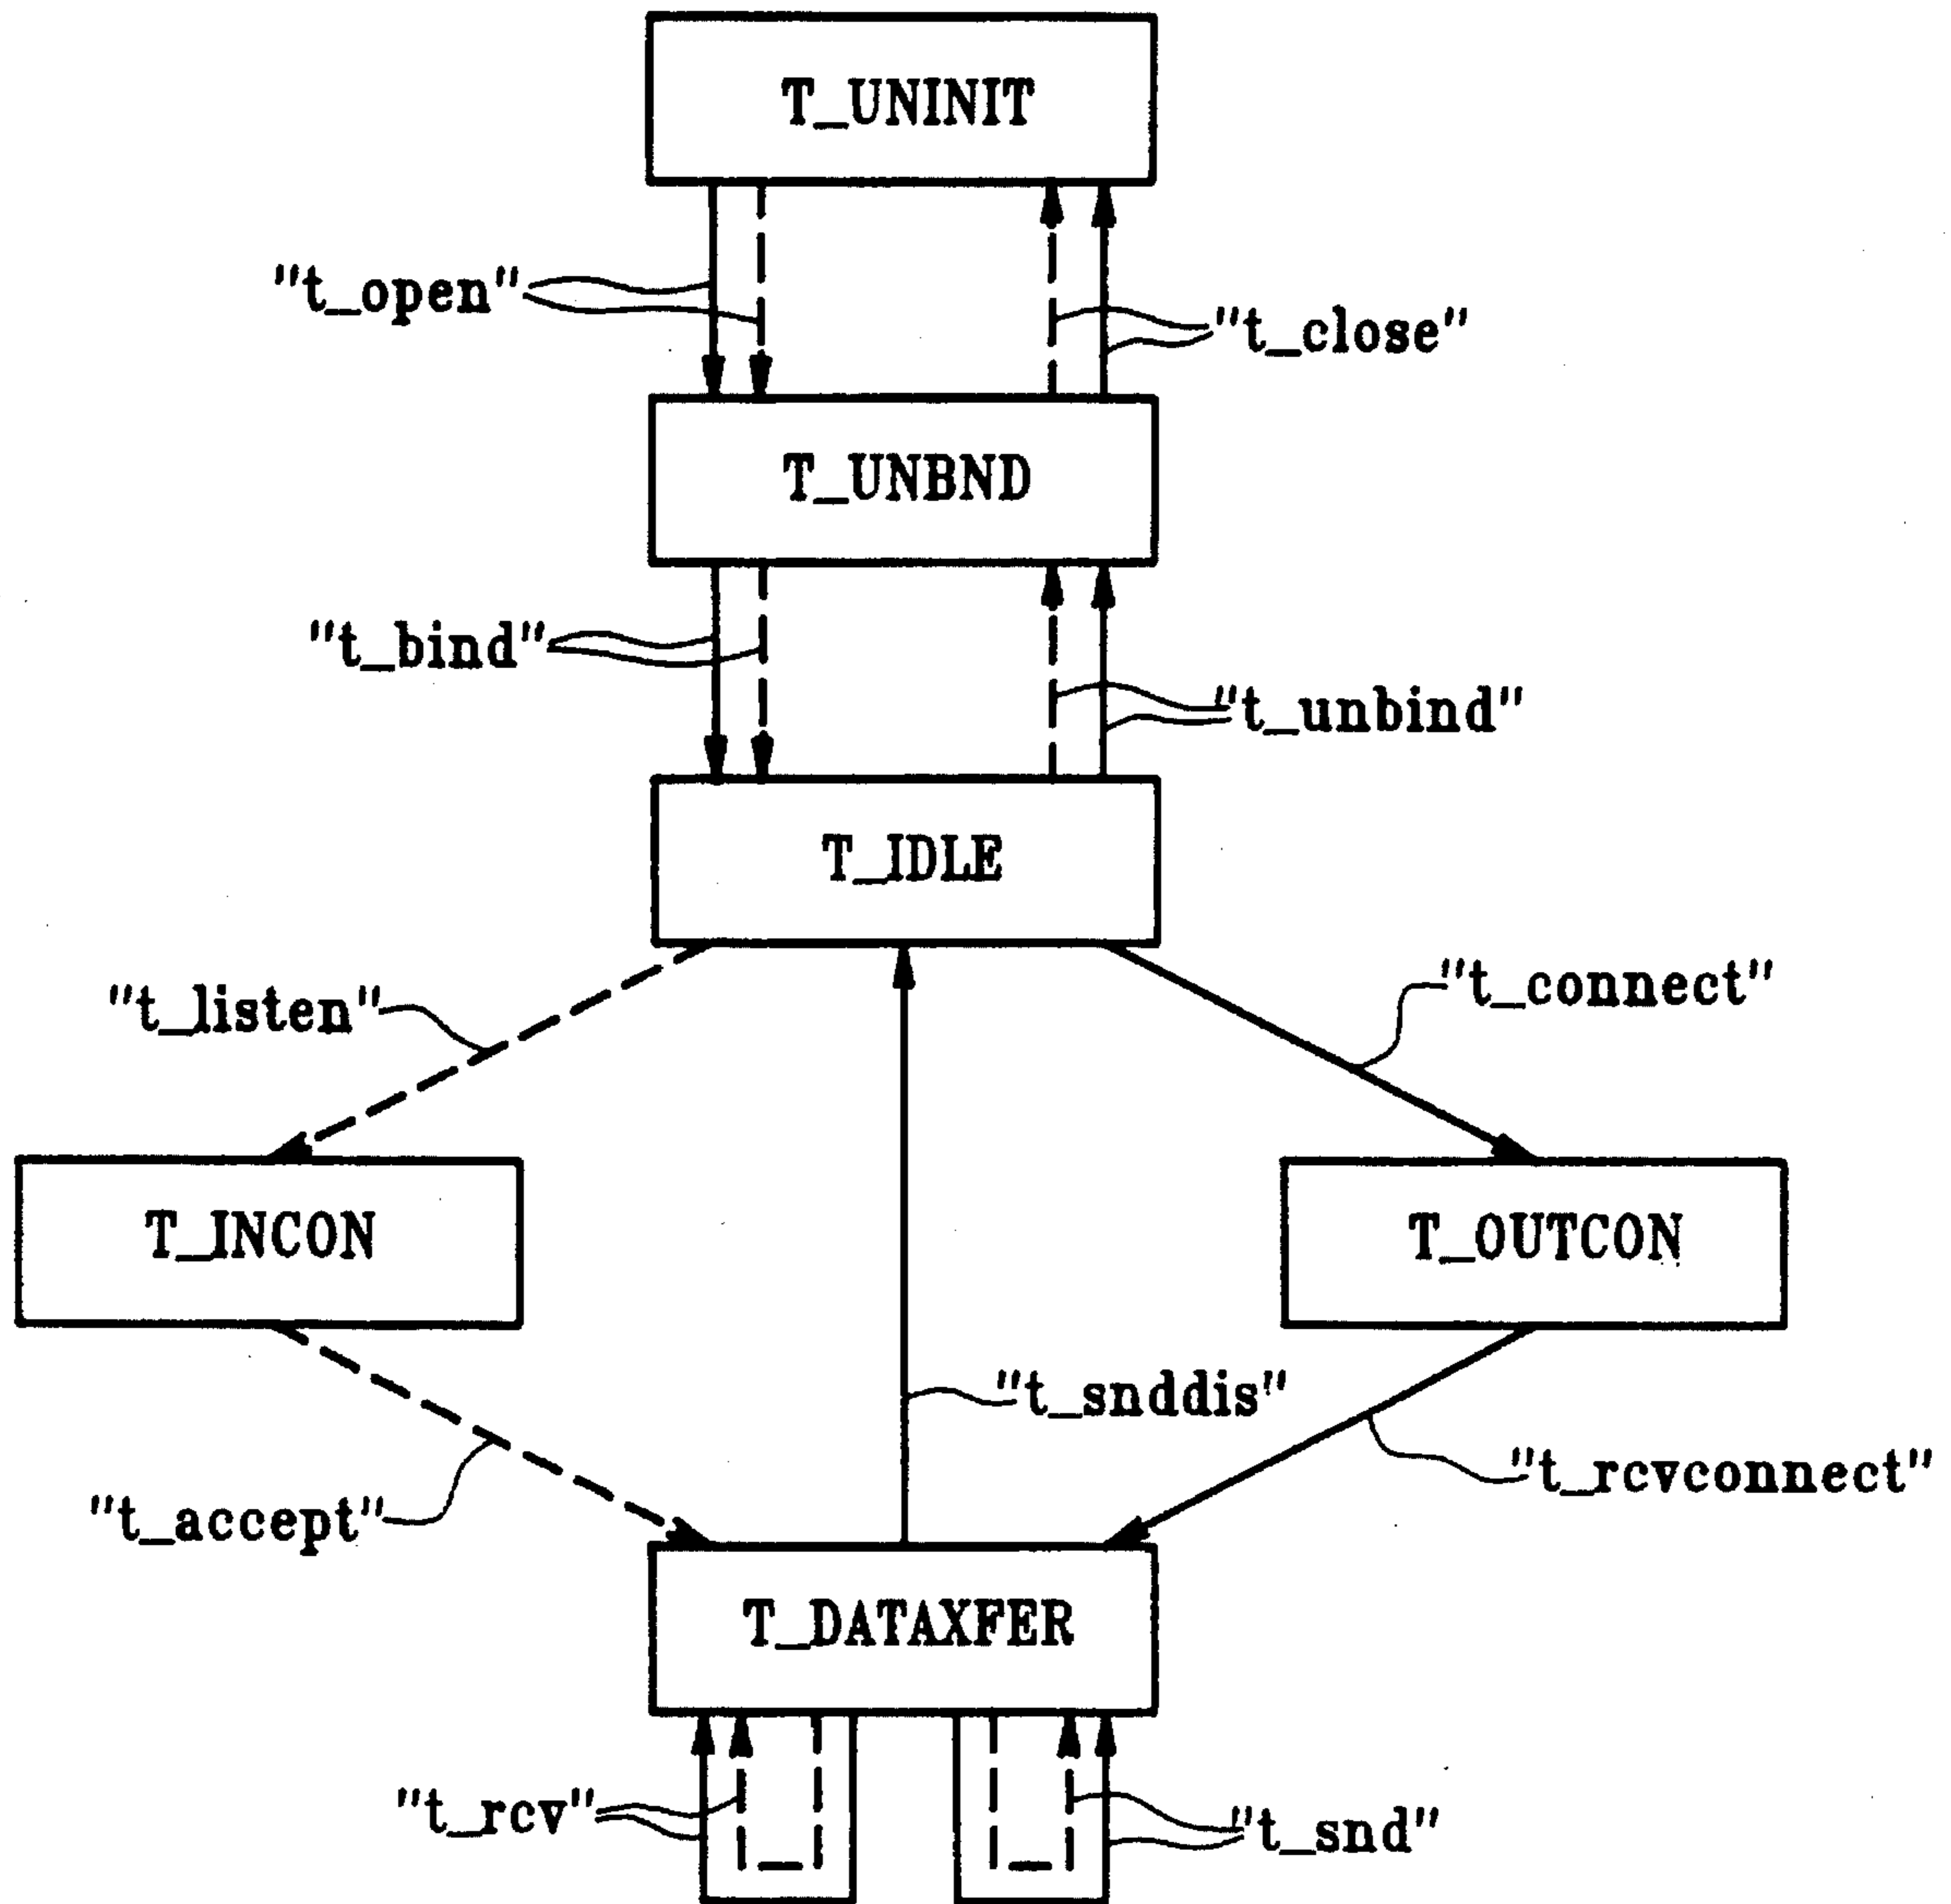 T_UNINIT
"t_open"
"t_close"
T_UNBND
"t_bind"
"t_unbind"
T_IDLE
"t_listen"
"t_connect"
T_INCON
T_OUTCON
"t_snddis"
"t_rcvconnect"
"t_accept"
T_DATAXFER
"t_rcv"
"t_snd"